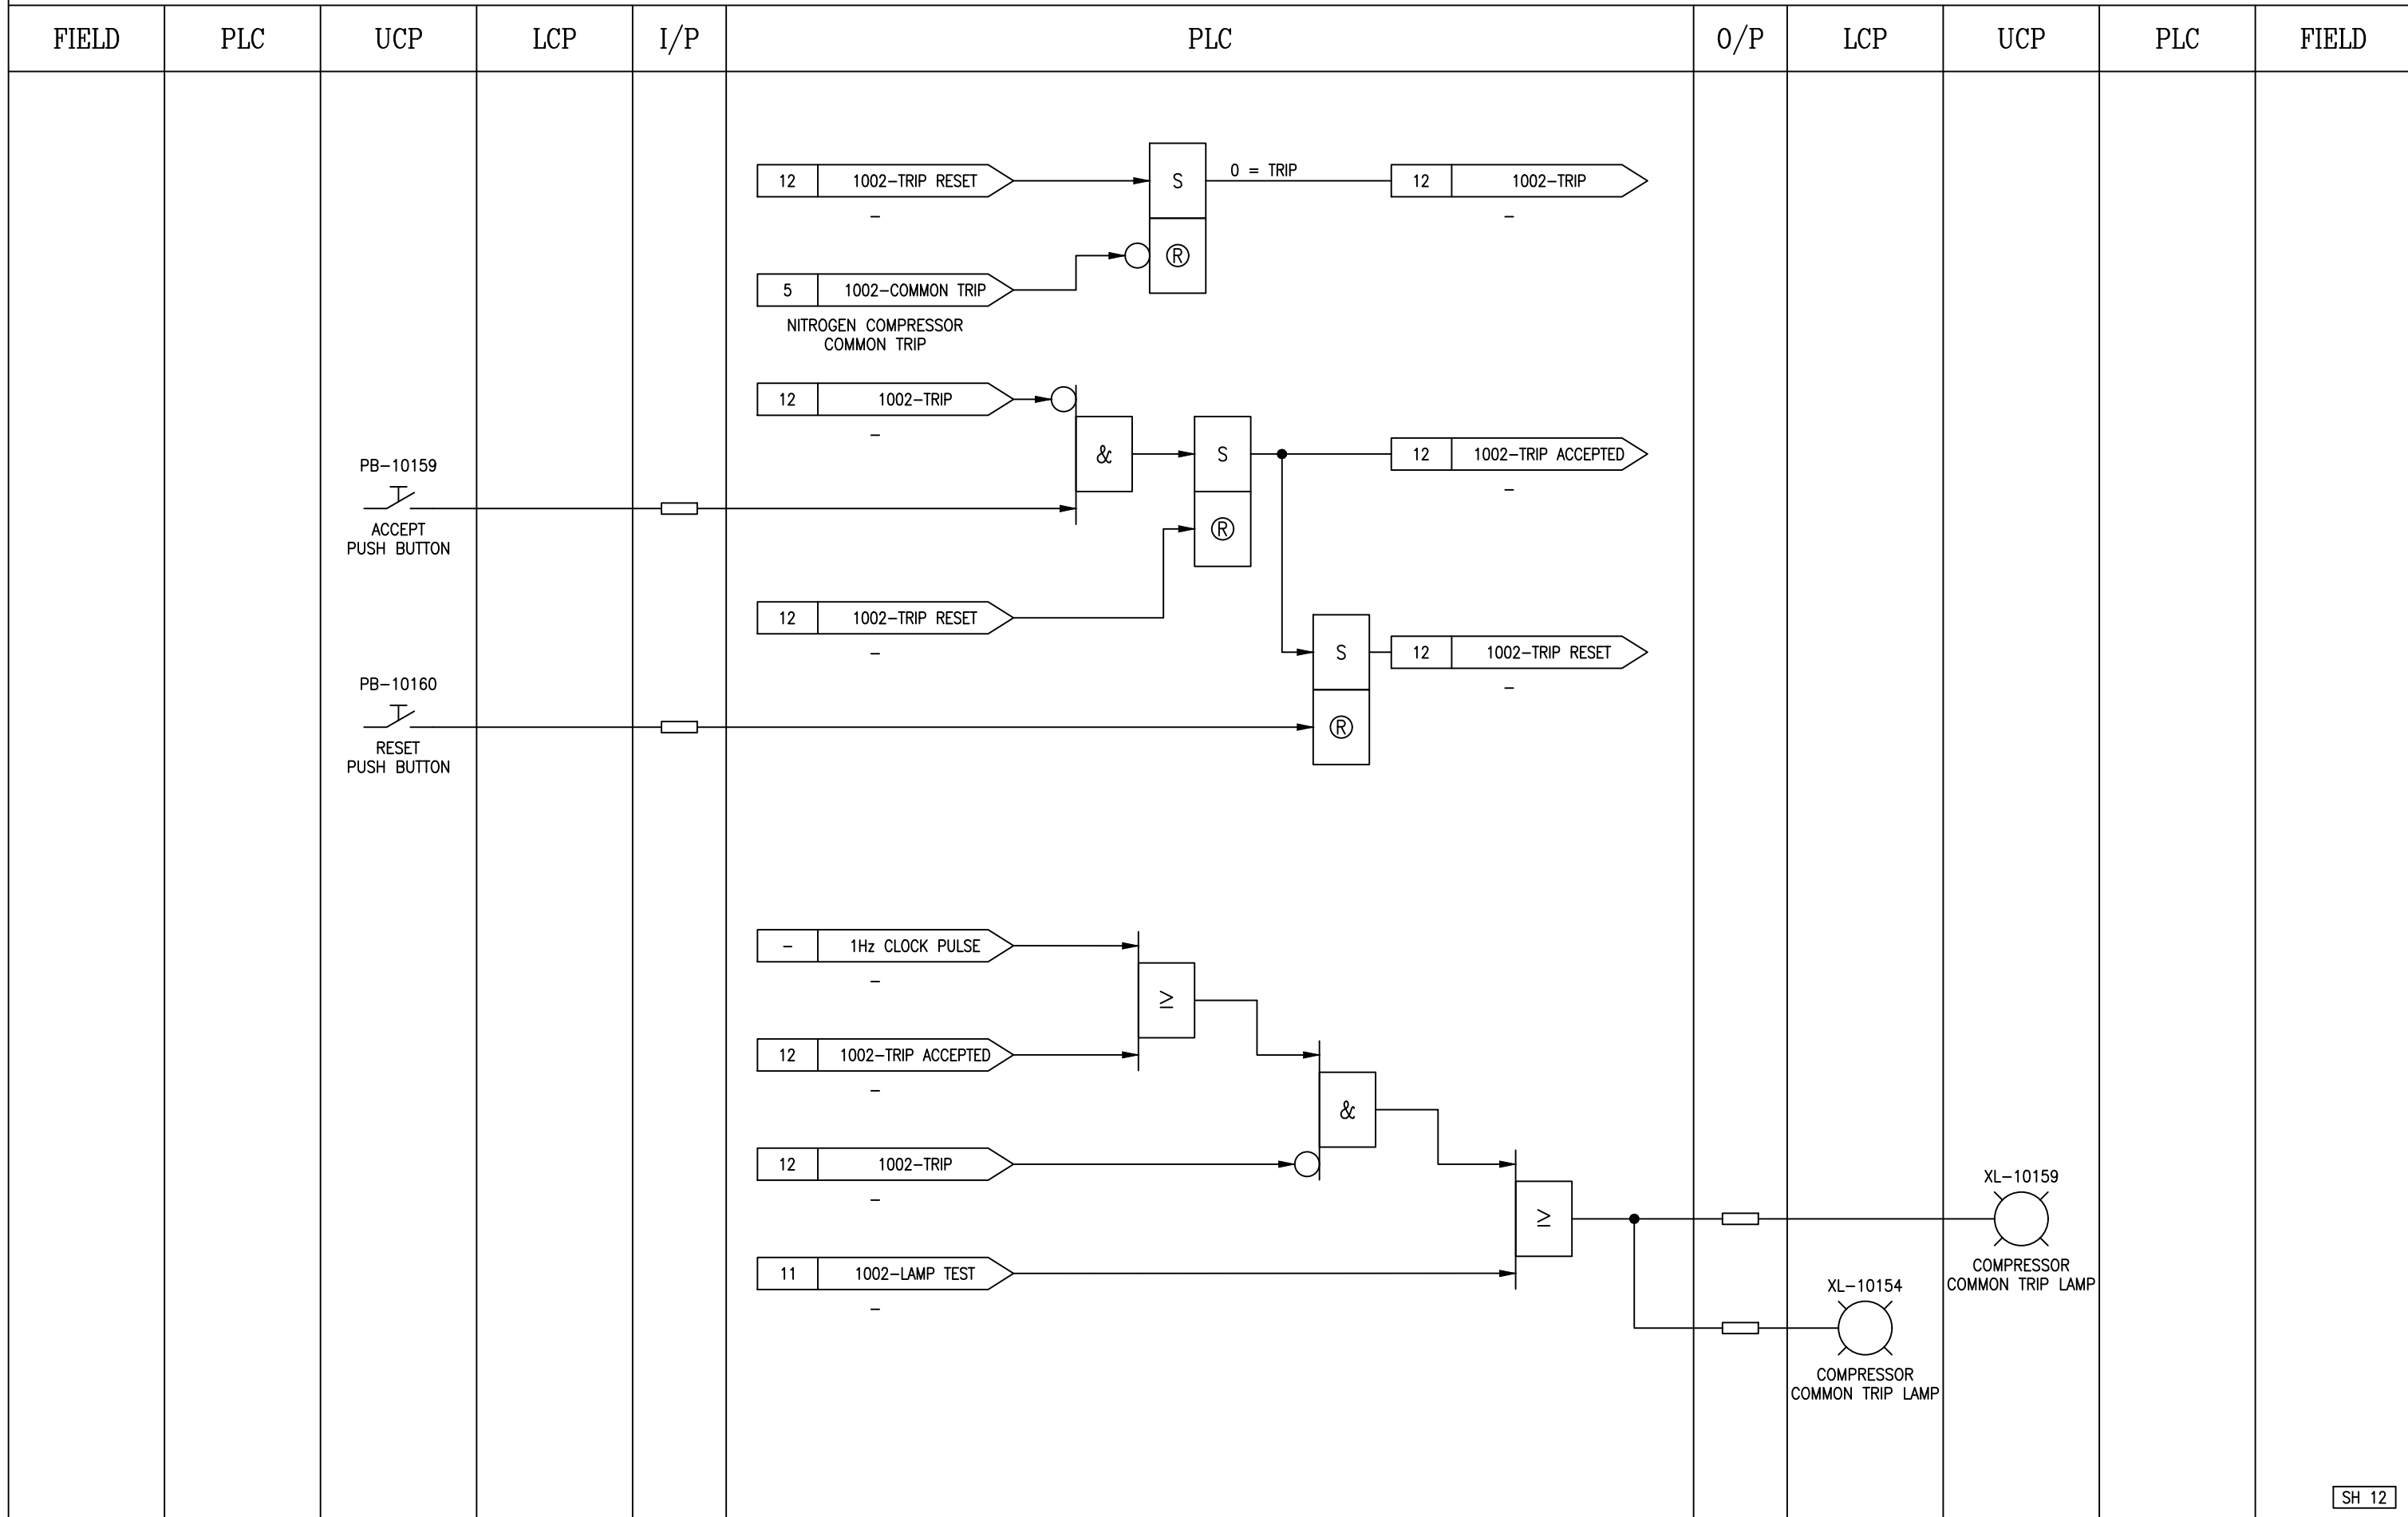 FIELD
PLC
UCP
LCP
I/P
PLC
O/P
LCP
UCP
PLC
FIELD
12 1002-TRIP RESET
-
S
0 = TRIP
12 1002-TRIP
-
R
5 1002-COMMON TRIP
NITROGEN COMPRESSOR
COMMON TRIP
12 1002-TRIP
-
&
S
12 1002-TRIP ACCEPTED
-
PB-10159
ACCEPT
PUSH BUTTON
R
12 1002-TRIP RESET
-
S
12 1002-TRIP RESET
-
PB-10160
RESET
PUSH BUTTON
R
- 1Hz CLOCK PULSE
-
≥
12 1002-TRIP ACCEPTED
-
&
12 1002-TRIP
-
≥
XL-10159
COMPRESSOR
COMMON TRIP LAMP
11 1002-LAMP TEST
-
XL-10154
COMPRESSOR
COMMON TRIP LAMP
SH 12